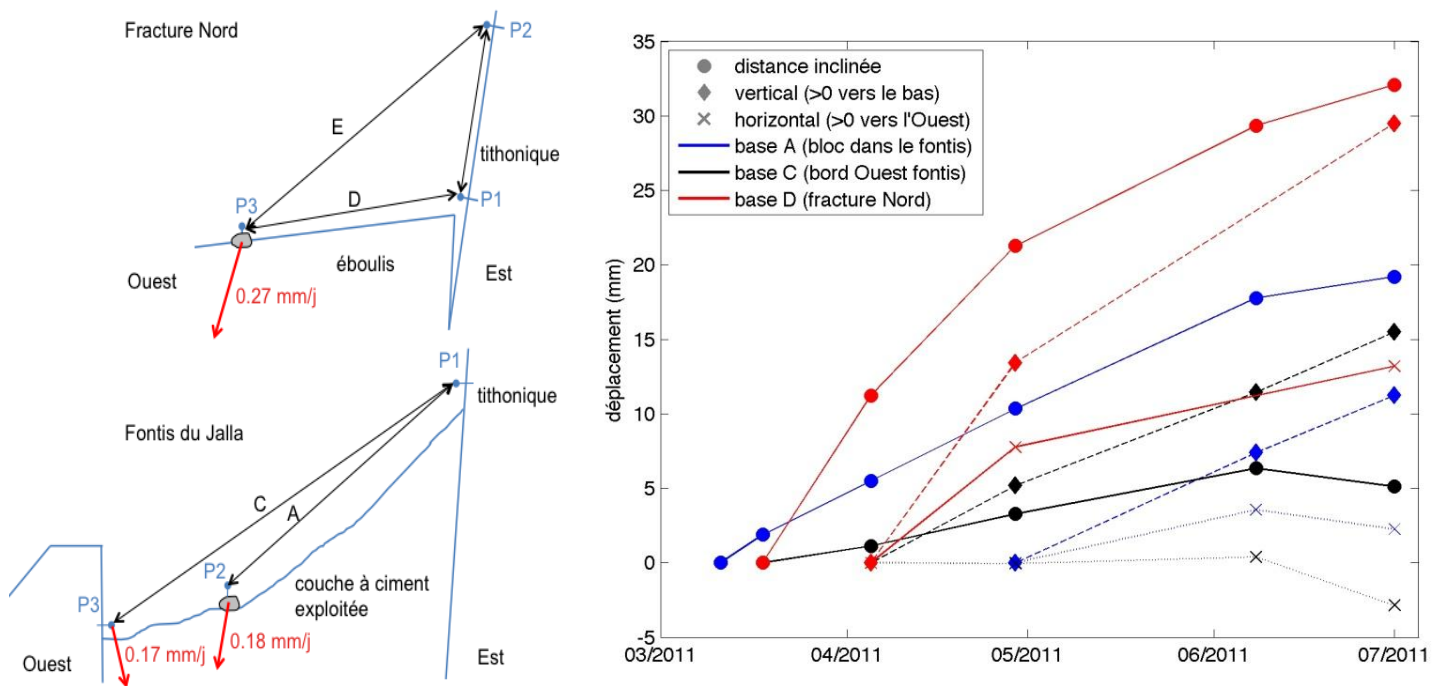 Fracture Nord
P2
E
tithonique
D
P3
P1
éboulis
Ouest
Est
0.27 mm/j
P1
tithonique
Fontis du Jalla
C
A
P2
couche à ciment
exploitée
P3
0.17 mm/j
0.18 mm/j
Ouest
Est
déplacement (mm)
35
30
25
20
15
10
5
0
-5
03/2011
04/2011
05/2011
06/2011
07/2011
distance inclinée
vertical (>0 vers le bas)
horizontal (>0 vers l'Ouest)
base A (bloc dans le fontis)
base C (bord Ouest fontis)
base D (fracture Nord)